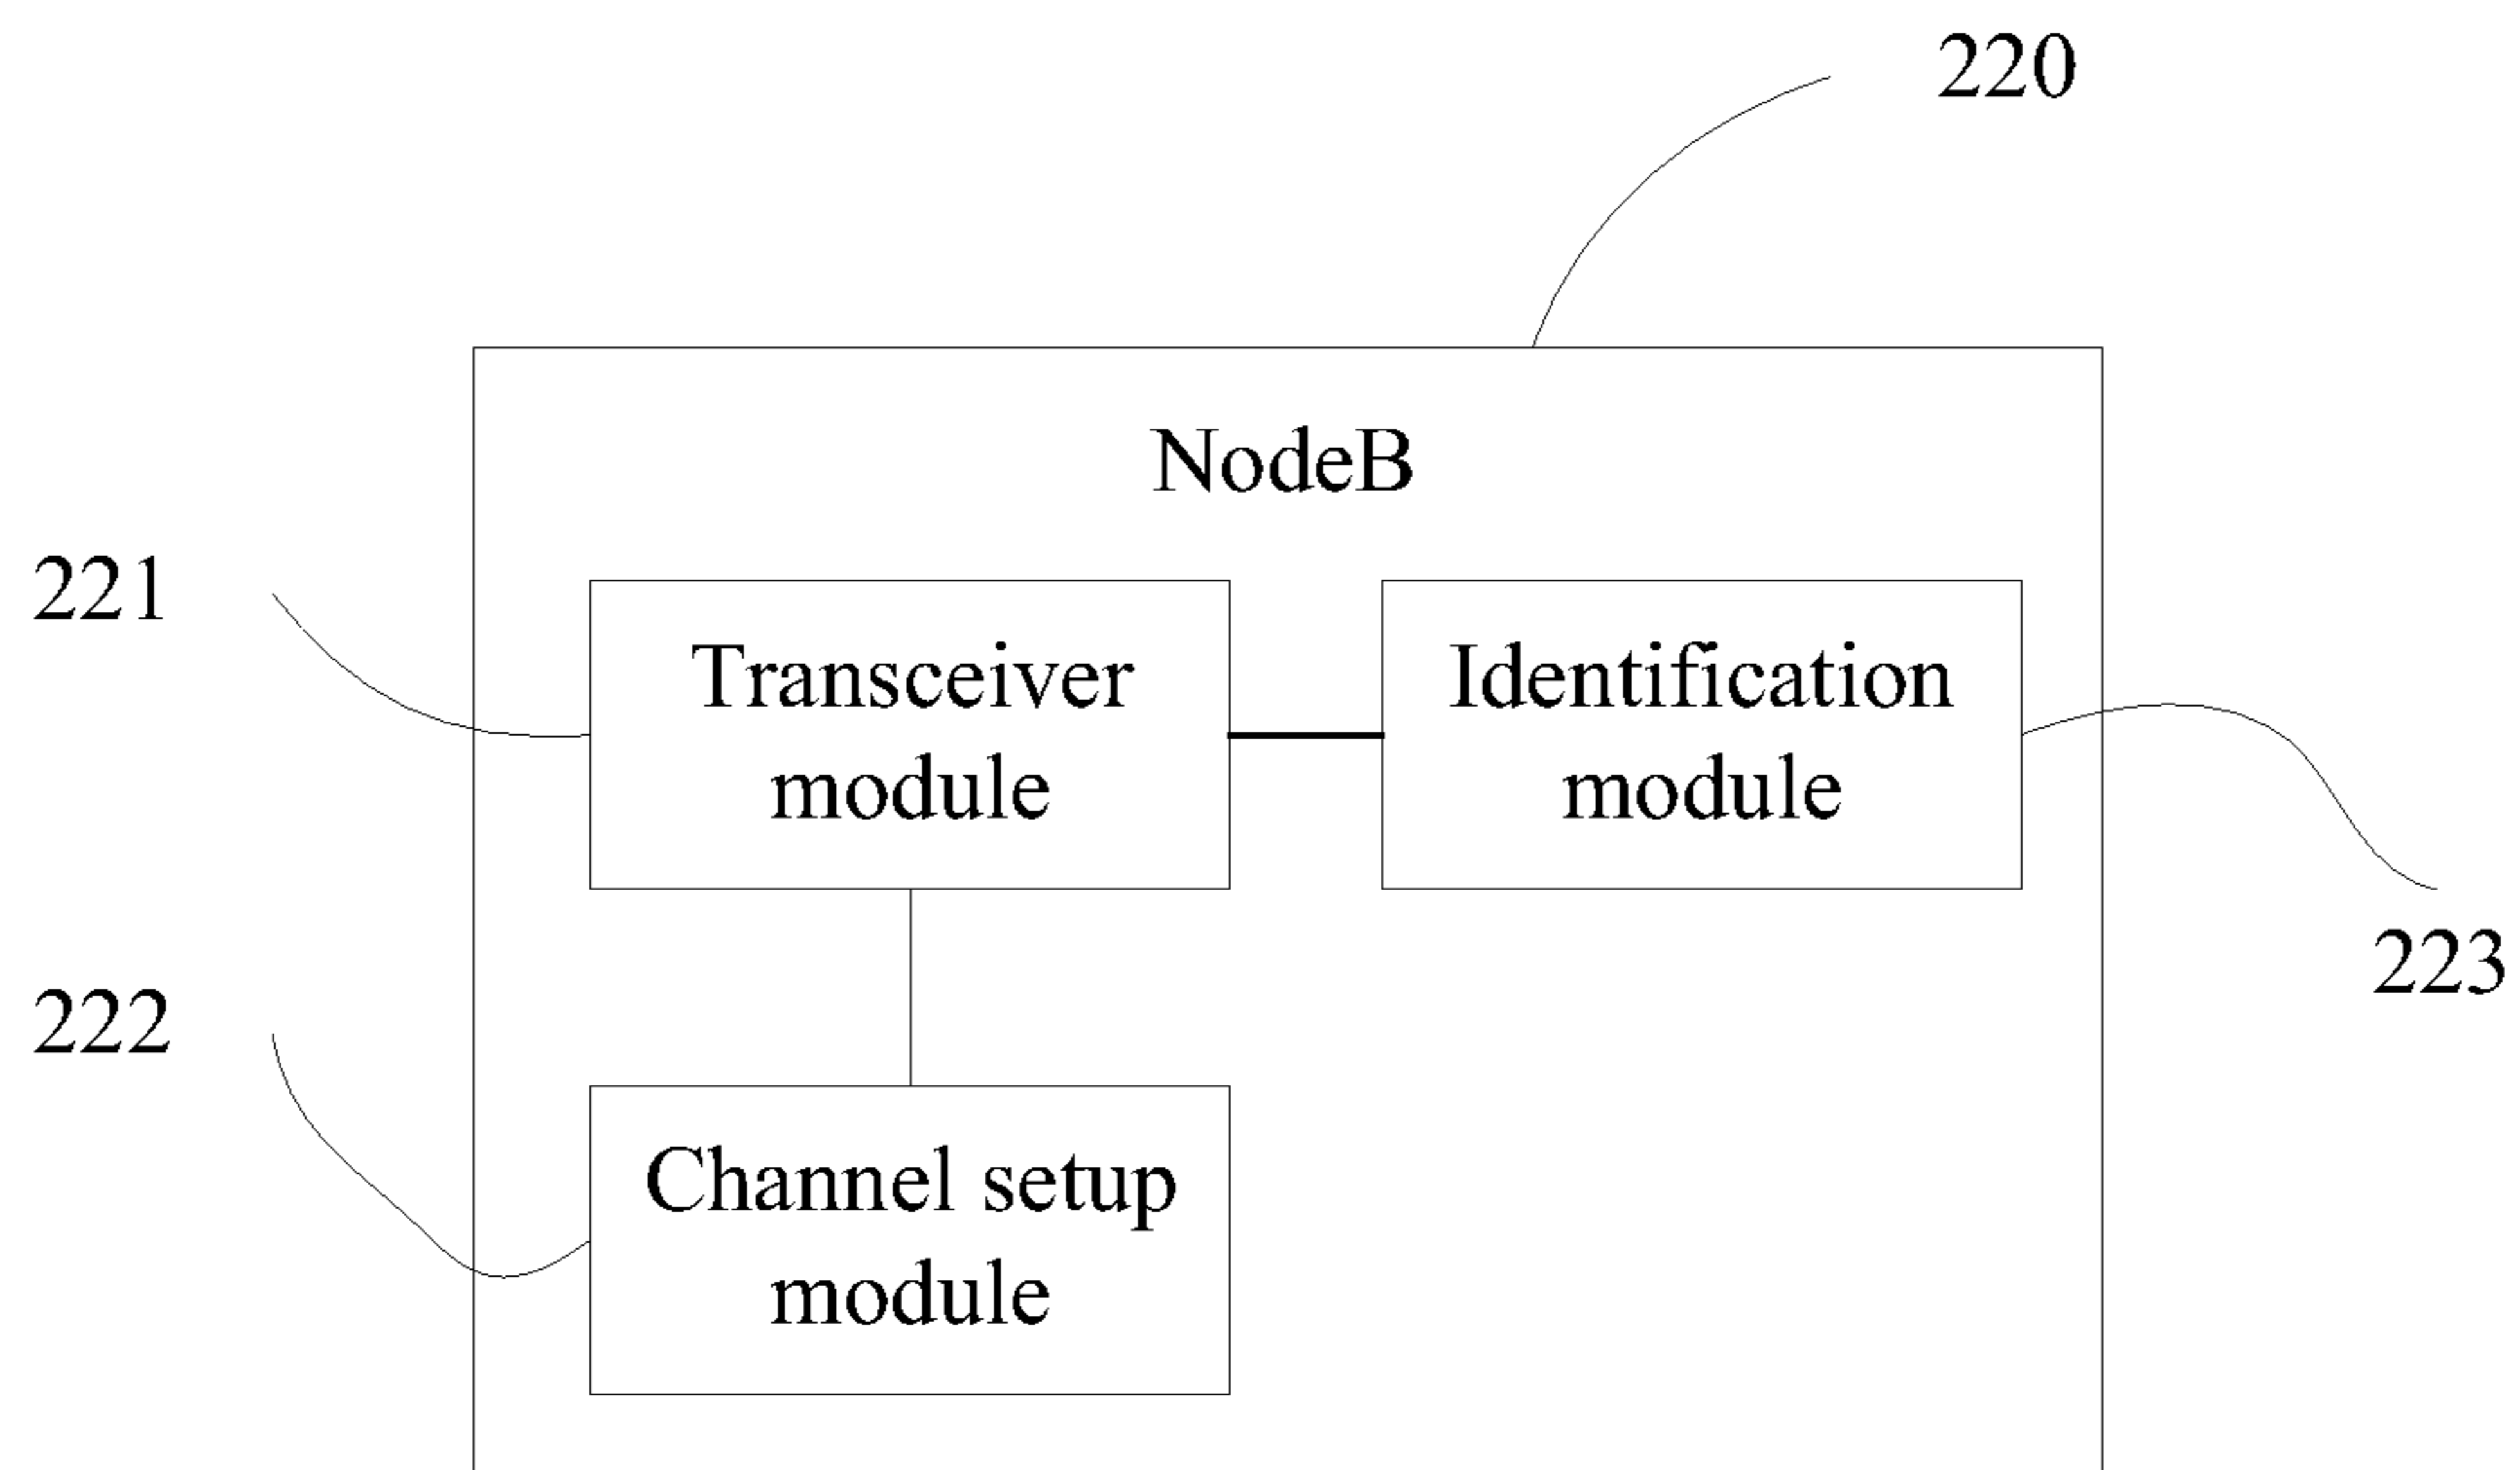 220
NodeB
221
Transceiver
module
Identification
module
223
222
Channel setup
module